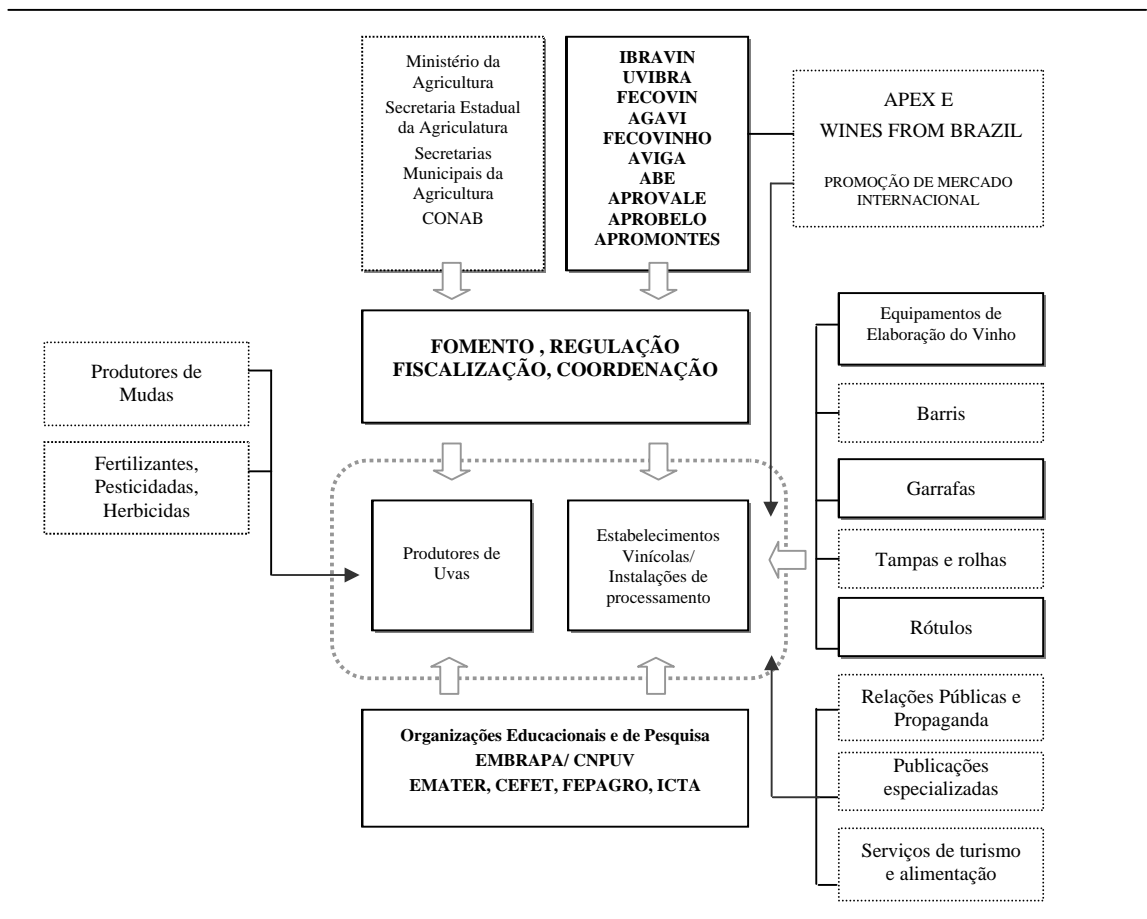 Ministério da
Agricultura
Secretaria Estadual
da Agriculatura
Secretarias
Municipais da
Agricultura
CONAB
IBRAVIN
UVIBRA
FECOVIN
AGAVI
FECOVINHO
AVIGA
ABE
APROVALE
APROBELO
APROMONTES
APEX E
WINES FROM BRAZIL
PROMOÇÃO DE MERCADO
INTERNACIONAL
FOMENTO , REGULAÇÃO
FISCALIZAÇÃO, COORDENAÇÃO
Produtores de
Mudas
Fertilizantes,
Pesticidadas,
Herbicidas
Produtores de
Uvas
Estabelecimentos
Vinícolas/
Instalações de
processamento
Equipamentos de
Elaboração do Vinho
Barris
Garrafas
Tampas e rolhas
Rótulos
Organizações Educacionais e de Pesquisa
EMBRAPA/ CNPUV
EMATER, CEFET, FEPAGRO, ICTA
Relações Públicas e
Propaganda
Publicações
especializadas
Serviços de turismo
e alimentação